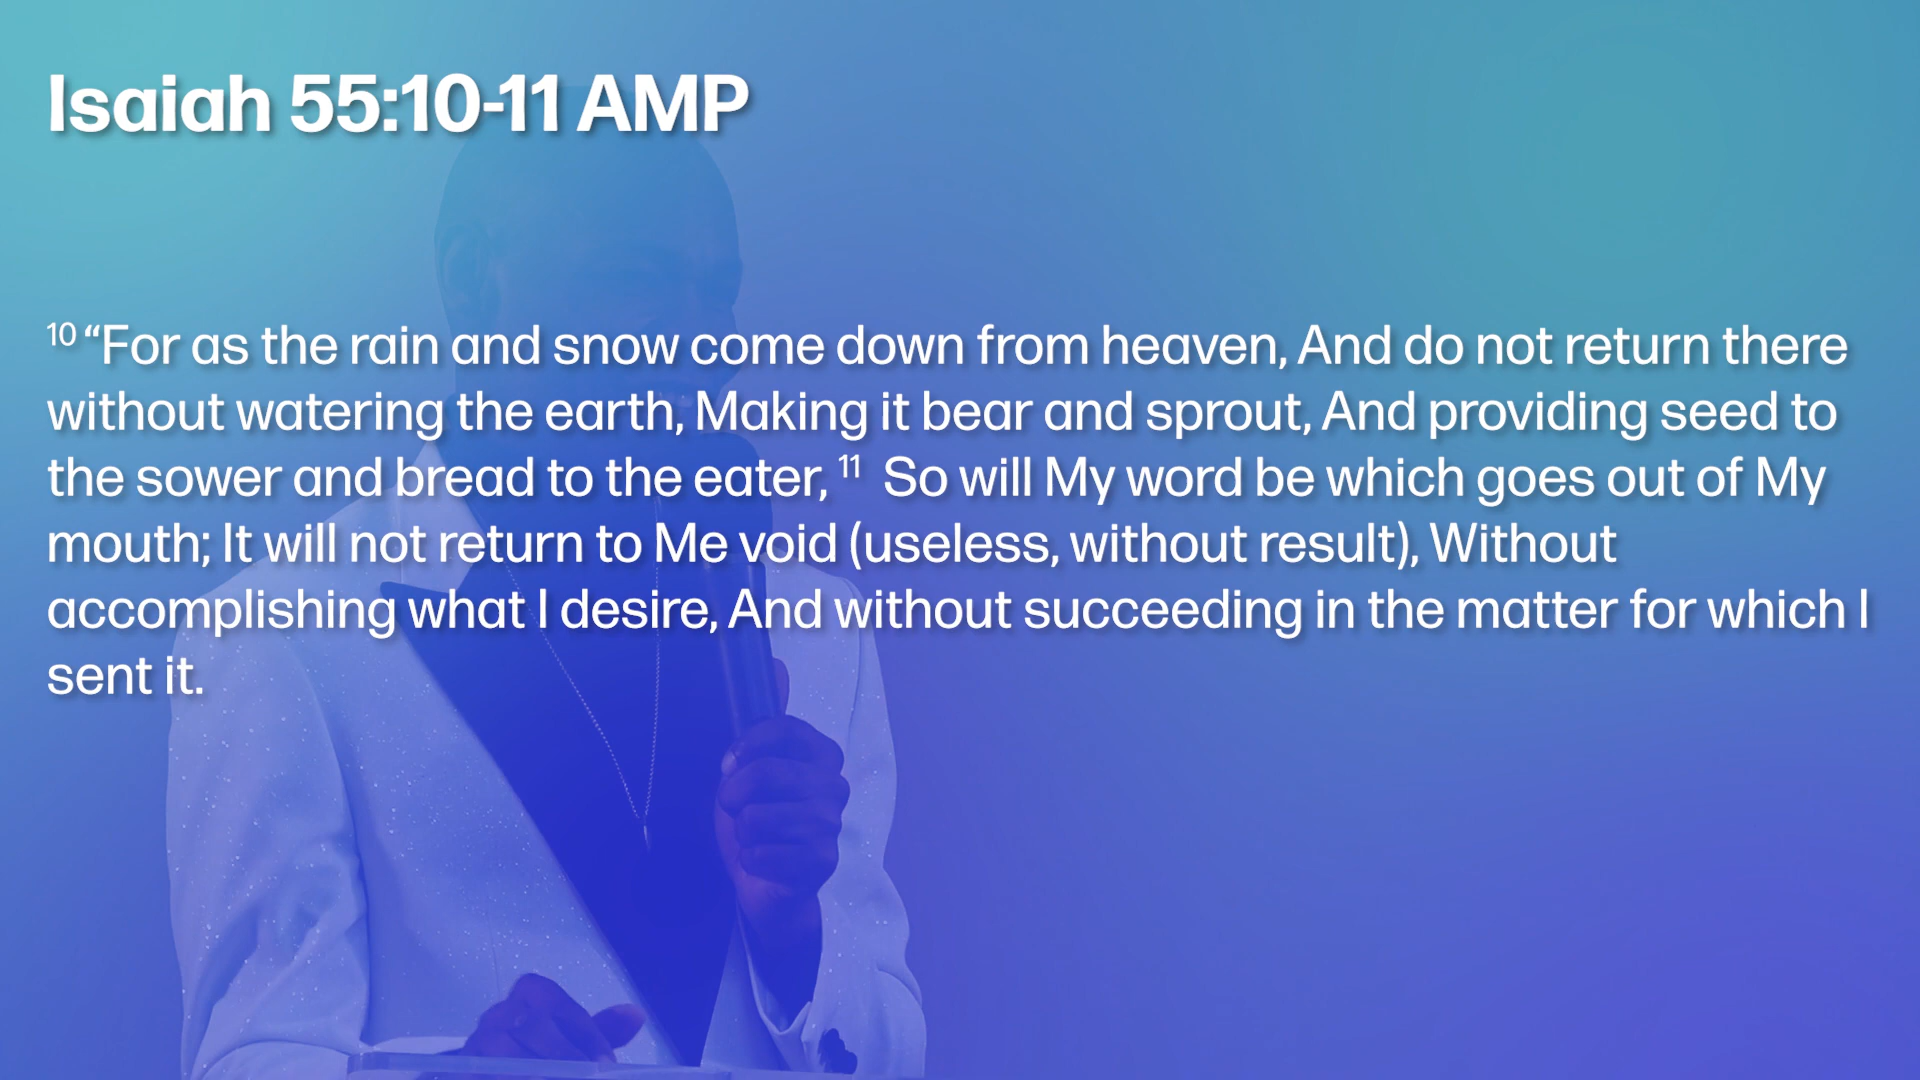 Isaiah 55:10-11 AMP
10 “For as the rain and snow come down from heaven, And do not return there
without watering the earth, Making it bear and sprout, And providing seed to
the sower and bread to the eater, 11 So will My word be which goes out of My
mouth; It will not return to Me void (useless, without result), Without
accomplishing what I desire, And without succeeding in the matter for which I
sent it.